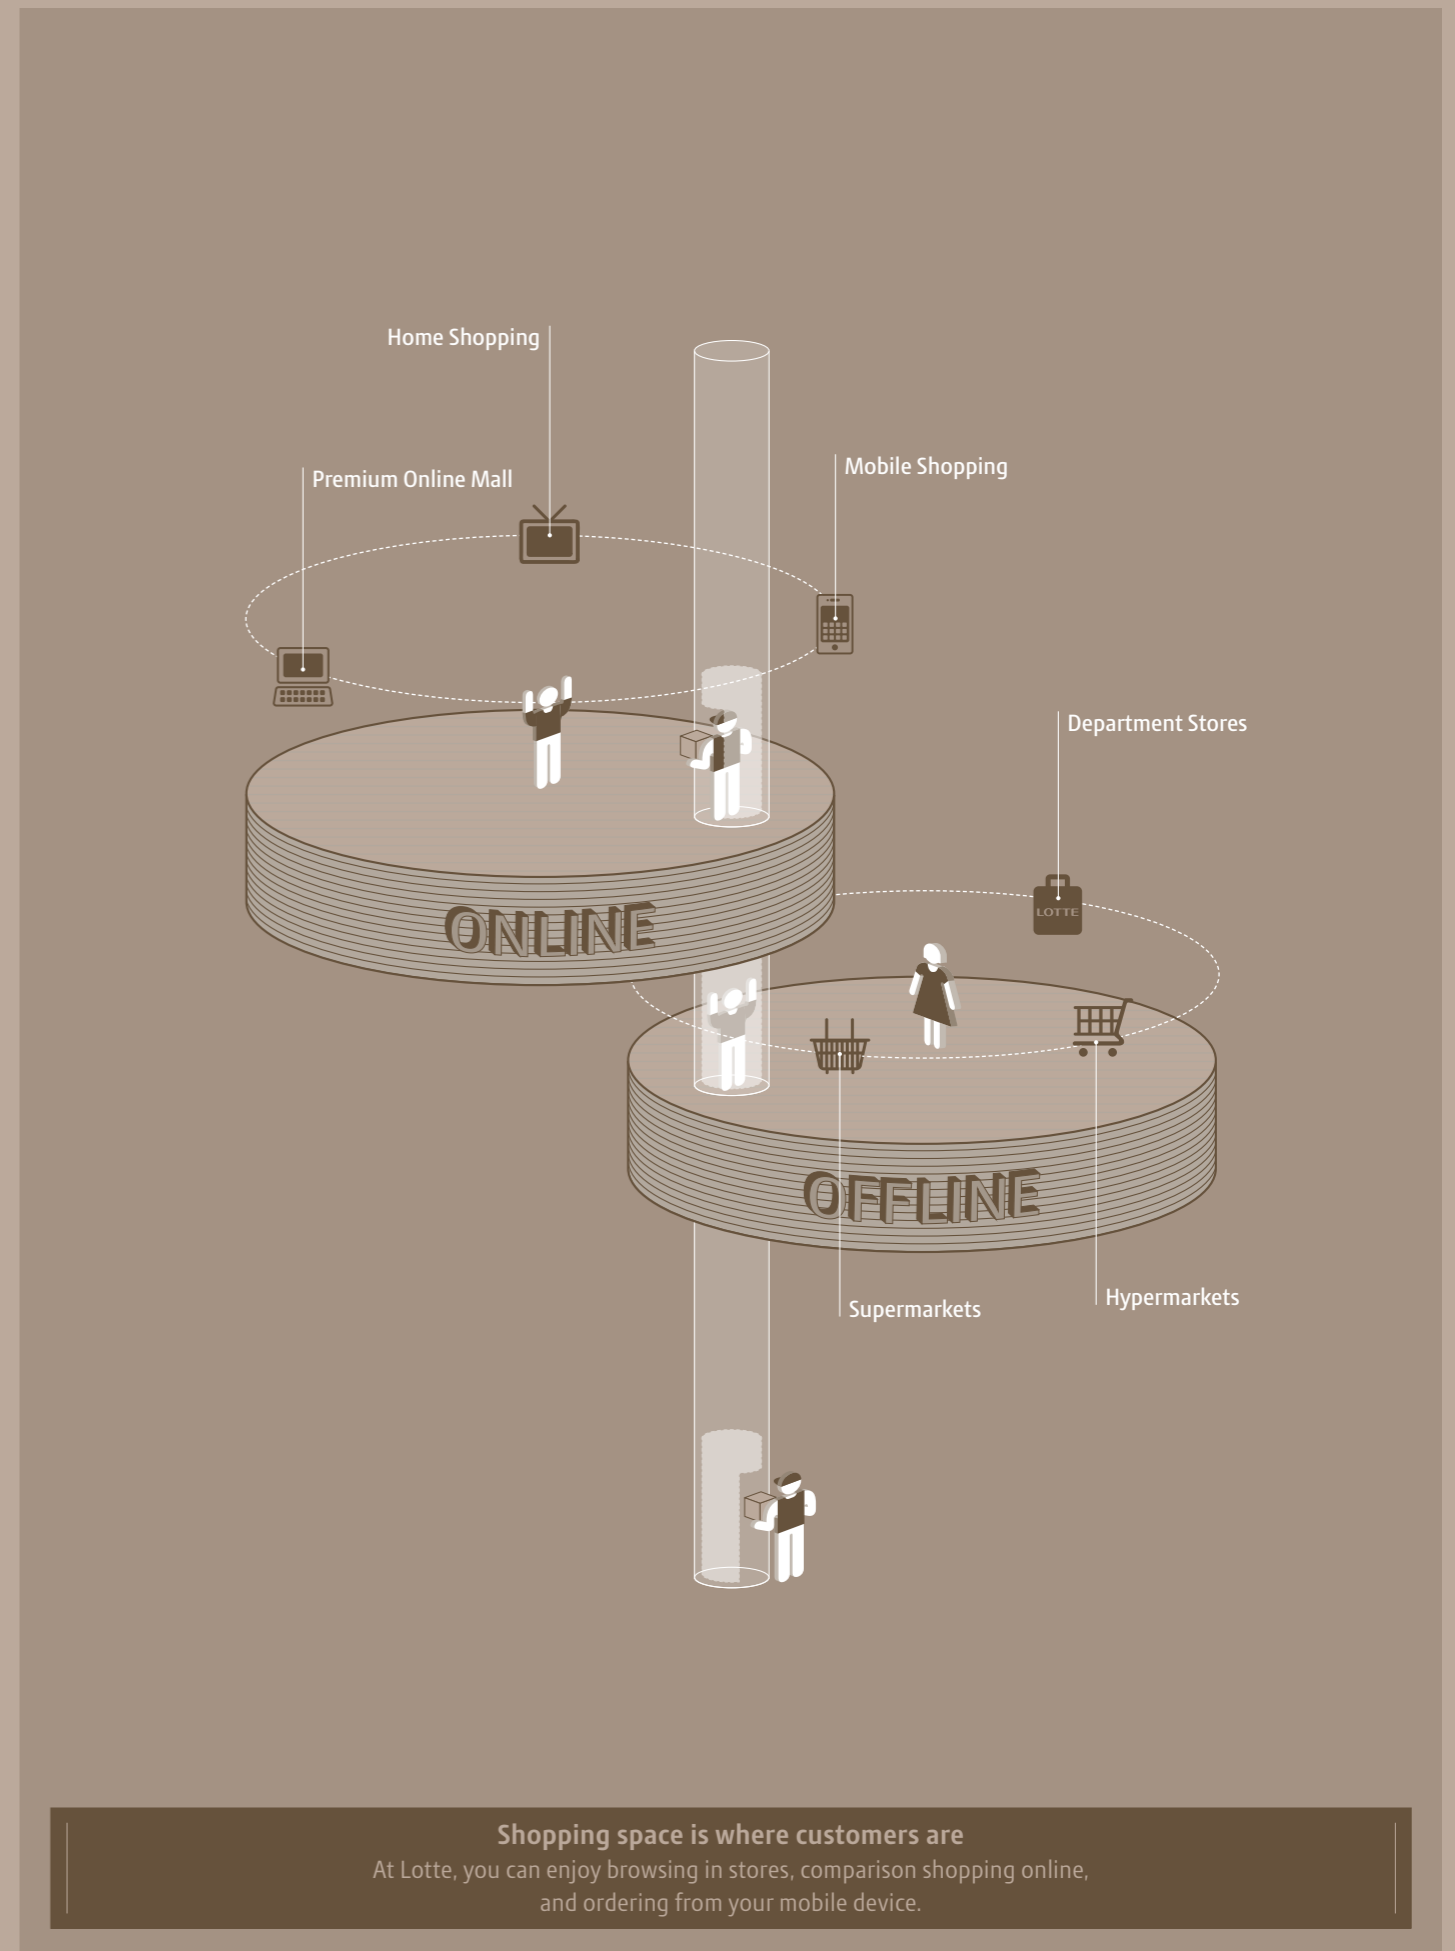 Home Shopping
Mobile Shopping
Premium Online Mall
Department Stores
LOTTE
ONLINE
OFFLINE
Hypermarkets
Supermarkets
Shopping space is where customers are
At Lotte, you can enjoy browsing in stores, comparison shopping online,
and ordering from your mobile device.